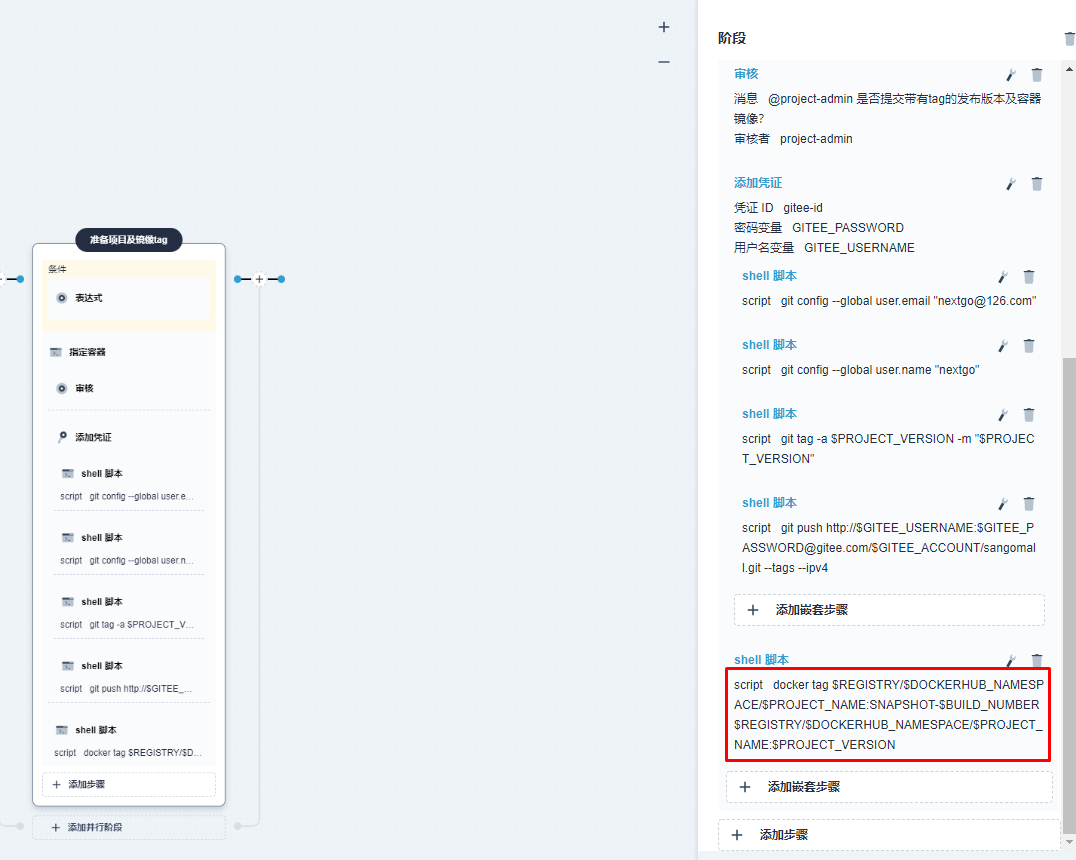 准备项目及镜像tag
条件
表达式
指定容器
审核
添加凭证
shell 脚本
script git config --global user.e...
shell 脚本
script git config --global user.n...
shell 脚本
script git tag -a $PROJECT_V...
shell 脚本
script git push http://$GITEE_...
shell 脚本
script docker tag $REGISTRY/$D...
添加步骤
添加并行阶段
阶段
审核
消息 @project-admin 是否提交带有tag的发布版本及容器
镜像?
审核者 project-admin
添加凭证
凭证 ID gitee-id
密码变量 GITEE_PASSWORD
用户名变量 GITEE_USERNAME
shell 脚本
script git config --global user.email "nextgo@126.com"
shell 脚本
script git config --global user.name "nextgo"
shell 脚本
script git tag -a $PROJECT_VERSION -m "$PROJEC
T_VERSION"
shell 脚本
script git push http://$GITEE_USERNAME:$GITEE_P
ASSWORD@gitee.com/$GITEE_ACCOUNT/sangomal
l.git --tags --ipv4
添加嵌套步骤
shell 脚本
script docker tag $REGISTRY/$DOCKERHUB_NAMESP
ACE/$PROJECT_NAME:SNAPSHOT-$BUILD_NUMBER
$REGISTRY/$DOCKERHUB_NAMESPACE/$PROJECT_
NAME:$PROJECT_VERSION
添加嵌套步骤
添加步骤